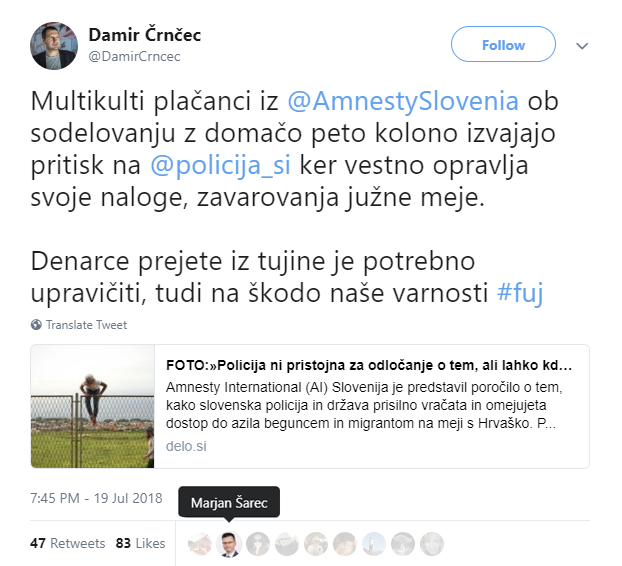 Damir Črnčec
@DamirCrncec
Follow
Multikulti plačanci iz @AmnestySlovenia ob
sodelovanju z domačo peto kolono izvajajo
pritisk na @policija_si ker vestno opravlja
svoje naloge, zavarovanja južne meje.
Denarce prejete iz tujine je potrebno
upravičiti, tudi na škodo naše varnosti #fuj
Translate Tweet
FOTO:»Policija ni pristojna za odločanje o tem, ali lahko kd…
Amnesty International (AI) Slovenija je predstavil poročilo o tem,
kako slovenska policija in država prisilno vračata in omejujeta
dostop do azila beguncem in migrantom na meji s Hrvaško. P...
delo.si
7:45 PM - 19 Jul 2018
Marjan Šarec
47 Retweets 83 Likes